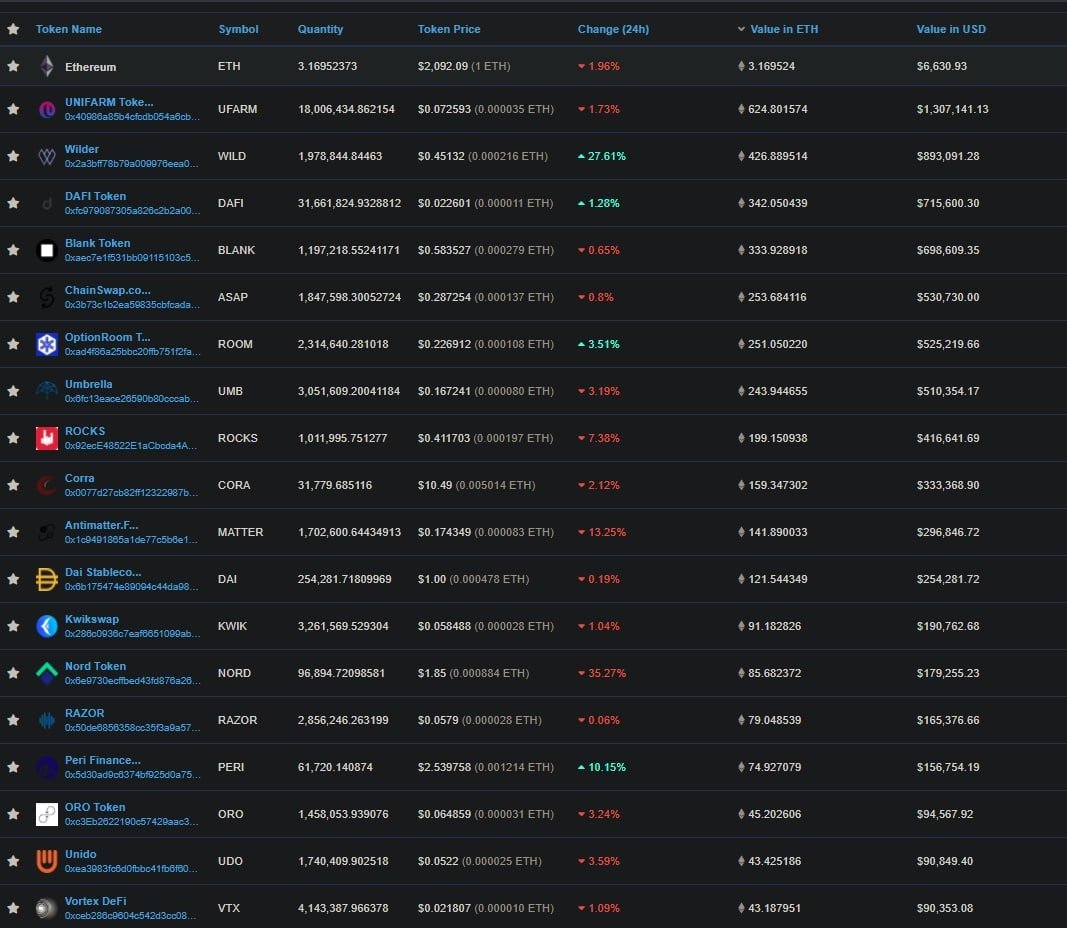 Token Name Symbol Quantity Token Price Change (24h) Value in ETH Value in USD
Ethereum ETH 3.16952373 $2,092.09 (1 ETH) 1.96% 3.169524 $6,630.93
UNIFARM Toke... UFARM 18,006,434.862154 $0.072593 (0.000035 ETH) 1.73% 624.801574 $1,307,141.13
0x40986a85b4cfcdb054a6cb...
Wilder WILD 1,978,844.84463 $0.45132 (0.000216 ETH) 27.61% 426.889514 $893,091.28
0x2a3bff78b79a009976eea0...
DAFI Token DAFI 31,661,824.9328812 $0.022601 (0.000011 ETH) 1.28% 342.050439 $715,600.30
0xfc979087305a826c2b2a00...
Blank Token BLANK 1,197,218.55241171 $0.583527 (0.000279 ETH) 0.65% 333.928918 $698,609.35
0xaec7e1f531bb09115103c5...
ChainSwap.co... ASAP 1,847,598.30052724 $0.287254 (0.000137 ETH) 0.8% 253.684116 $530,730.00
0x3b73c1b2ea59835cbfcada...
OptionRoom T... ROOM 2,314,640.281018 $0.226912 (0.000108 ETH) 3.51% 251.050220 $525,219.66
0xad4f86a25bbc20ffb751f2fa...
Umbrella UMB 3,051,609.20041184 $0.167241 (0.000080 ETH) 3.19% 243.944655 $510,354.17
0x6fc13eace26590b80cccab...
ROCKS ROCKS 1,011,995.751277 $0.411703 (0.000197 ETH) 7.38% 199.150938 $416,641.69
0x92ecE48522E1aCbcda4A...
Corra CORA 31,779.685116 $10.49 (0.005014 ETH) 2.12% 159.347302 $333,368.90
0x0077d27cb82ff12322987b...
Antimatter.F... MATTER 1,702,600.64434913 $0.174349 (0.000083 ETH) 13.25% 141.890033 $296,846.72
0x1c9491865a1de77c5b6e1...
Dai Stableco... DAI 254,281.71809969 $1.00 (0.000478 ETH) 0.19% 121.544349 $254,281.72
0x6b175474e89094c44da98...
Kwikswap KWIK 3,261,569.529304 $0.058488 (0.000028 ETH) 1.04% 91.182826 $190,762.68
0x286c0936c7eaf6651099ab...
Nord Token NORD 96,894.72098581 $1.85 (0.000884 ETH) 35.27% 85.682372 $179,255.23
0x6e9730ecffbed43fd876a26...
RAZOR RAZOR 2,856,246.263199 $0.0579 (0.000028 ETH) 0.06% 79.048539 $165,376.66
0x50de6856358cc35f3a9a57...
Peri Finance... PERI 61,720.140874 $2.539758 (0.001214 ETH) 10.15% 74.927079 $156,754.19
0x5d30ad9c6374bf925d0a75...
ORO Token ORO 1,458,053.939076 $0.064859 (0.000031 ETH) 3.24% 45.202606 $94,567.92
0xc3Eb2622190c57429aac3...
Unido UDO 1,740,409.902518 $0.0522 (0.000025 ETH) 3.59% 43.425186 $90,849.40
0xea3983fc6d0fbbc41fb6f60...
Vortex DeFi VTX 4,143,387.966378 $0.021807 (0.000010 ETH) 1.09% 43.187951 $90,353.08
0xceb286c9604c542d3cc08...